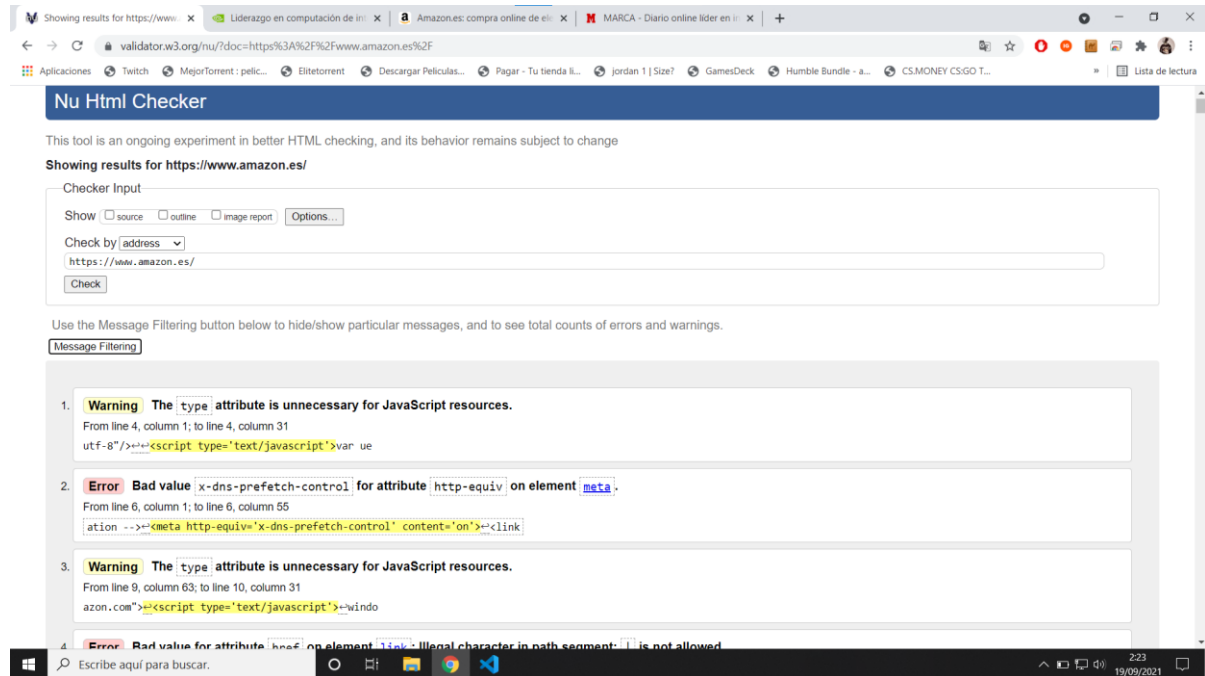 Showing results for https://www.a
Liderazgo en computación de int
Amazon.es: compra online de ele
MARCA - Diario online líder en in
validator.w3.org/nu/?doc=https%3A%2F%2Fwww.amazon.es%2F
Aplicaciones Twitch MejorTorrent : pelic... Elitetorrent Descargar Peliculas... Pagar - Tu tienda li... jordan 1 | Size? GamesDeck Humble Bundle - a... CS.MONEY CS:GO T... » Lista de lectura
Nu Html Checker
This tool is an ongoing experiment in better HTML checking, and its behavior remains subject to change
Showing results for https://www.amazon.es/
Checker Input
Show source outline image report Options...
Check by address
https://www.amazon.es/
Check
Use the Message Filtering button below to hide/show particular messages, and to see total counts of errors and warnings.
Message Filtering
1. Warning The type attribute is unnecessary for JavaScript resources.
From line 4, column 1; to line 4, column 31
utf-8"/>↩↩<script type='text/javascript'>var ue
2. Error Bad value x-dns-prefetch-control for attribute http-equiv on element meta.
From line 6, column 1; to line 6, column 55
ation -->↩<meta http-equiv='x-dns-prefetch-control' content='on'>↩<link
3. Warning The type attribute is unnecessary for JavaScript resources.
From line 9, column 63; to line 10, column 31
azon.com">↩<script type='text/javascript'>↩windo
4. Error Bad value for attribute href on element link: Illegal character in path segment: | is not allowed
Escribe aquí para buscar.
2:23
19/09/2021